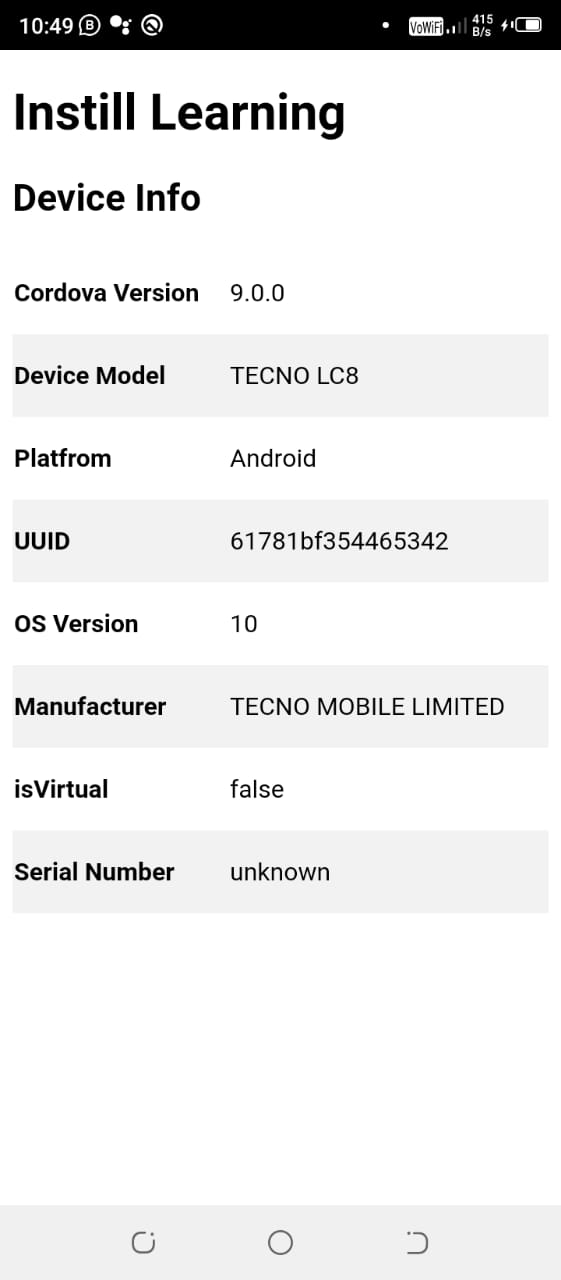 10:49 B VoWiFi 415 B/s
Instill Learning
Device Info
Cordova Version 9.0.0
Device Model TECNO LC8
Platfrom Android
UUID 61781bf354465342
OS Version 10
Manufacturer TECNO MOBILE LIMITED
isVirtual false
Serial Number unknown